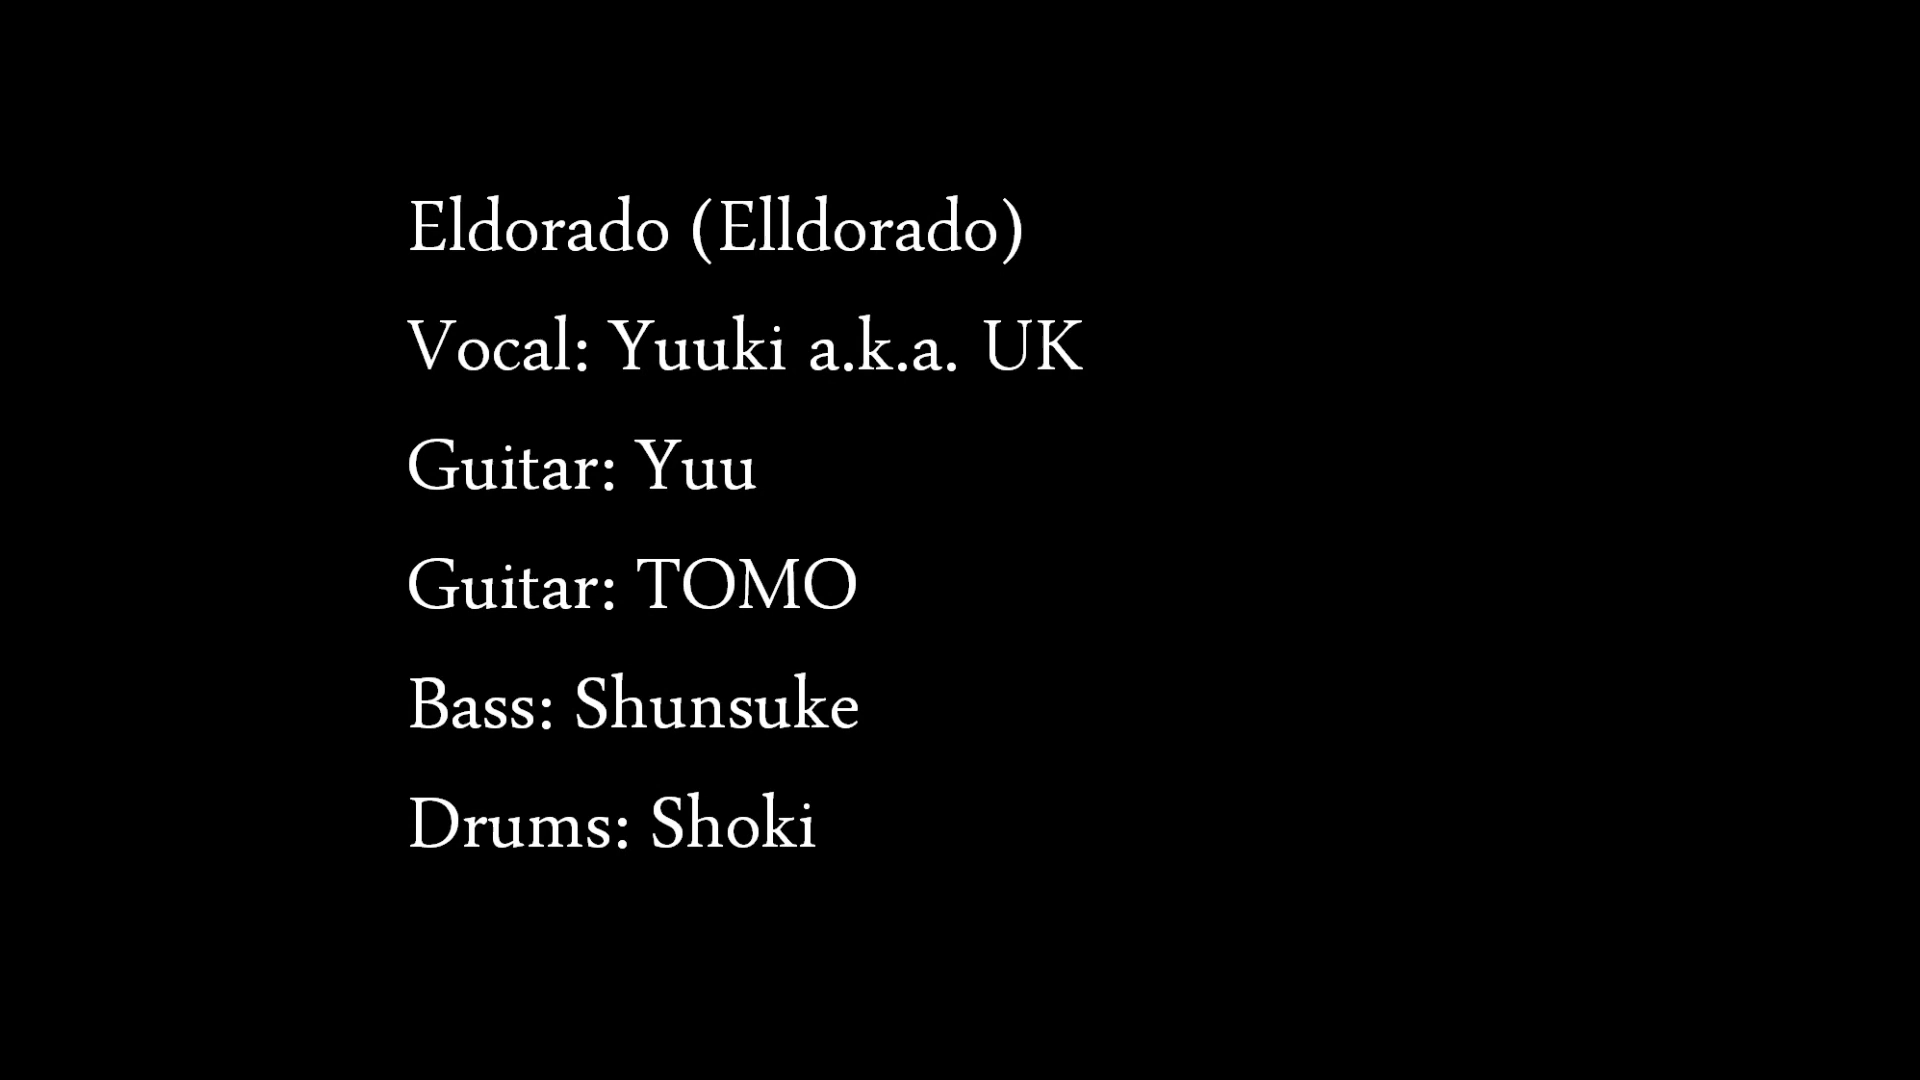 Eldorado (Elldorado)
Vocal: Yuuki a.k.a. UK
Guitar: Yuu
Guitar: TOMO
Bass: Shunsuke
Drums: Shoki